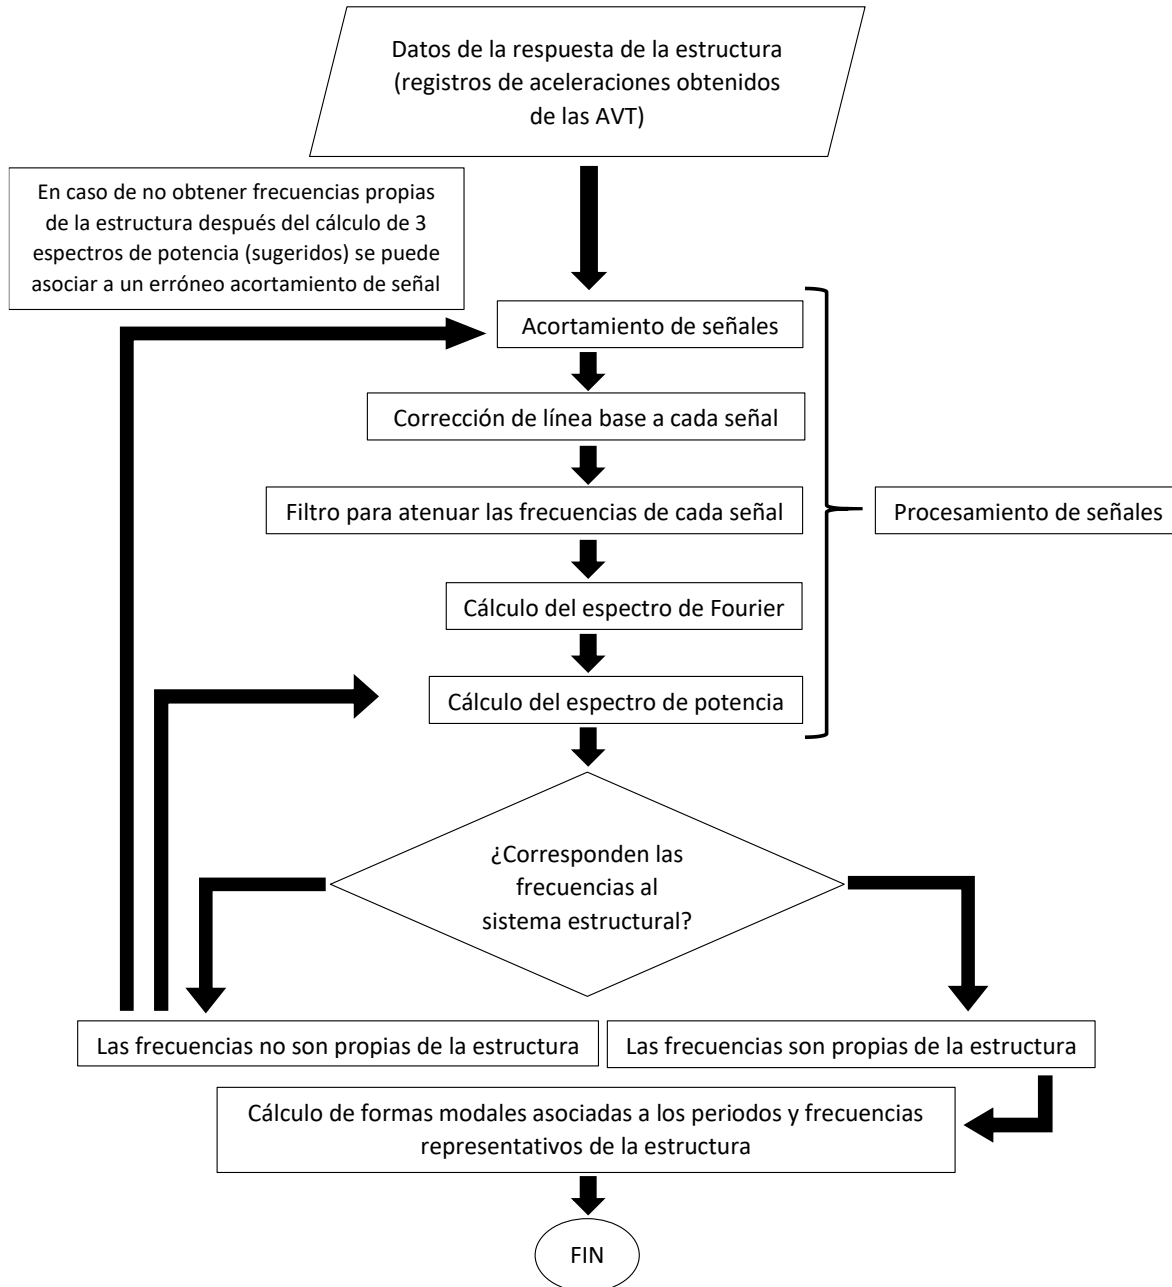 Datos de la respuesta de la estructura
(registros de aceleraciones obtenidos
de las AVT)
En caso de no obtener frecuencias propias
de la estructura después del cálculo de 3
espectros de potencia (sugeridos) se puede
asociar a un erróneo acortamiento de señal
Acortamiento de señales
Corrección de línea base a cada señal
Filtro para atenuar las frecuencias de cada señal
Procesamiento de señales
Cálculo del espectro de Fourier
Cálculo del espectro de potencia
¿Corresponden las
frecuencias al
sistema estructural?
Las frecuencias no son propias de la estructura
Las frecuencias son propias de la estructura
Cálculo de formas modales asociadas a los periodos y frecuencias
representativos de la estructura
FIN